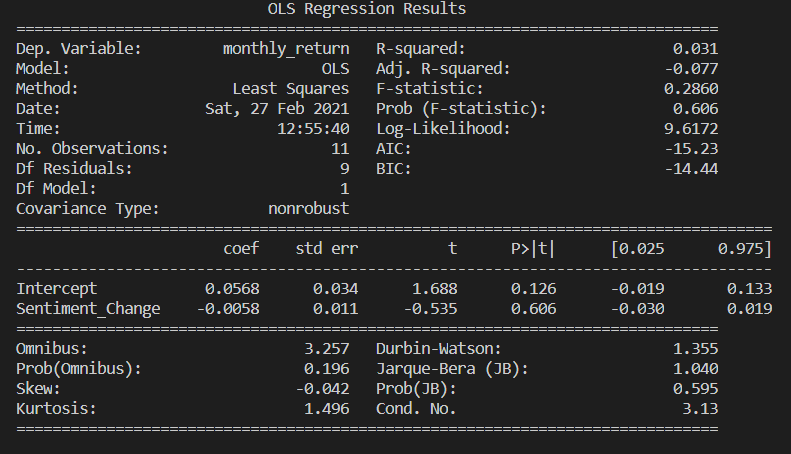 OLS Regression Results
==============================================================================
Dep. Variable: monthly_return R-squared: 0.031
Model: OLS Adj. R-squared: -0.077
Method: Least Squares F-statistic: 0.2860
Date: Sat, 27 Feb 2021 Prob (F-statistic): 0.606
Time: 12:55:40 Log-Likelihood: 9.6172
No. Observations: 11 AIC: -15.23
Df Residuals: 9 BIC: -14.44
Df Model: 1
Covariance Type: nonrobust
====================================================================================
coef std err t P>|t| [0.025 0.975]
------------------------------------------------------------------------------------
Intercept 0.0568 0.034 1.688 0.126 -0.019 0.133
Sentiment_Change -0.0058 0.011 -0.535 0.606 -0.030 0.019
==============================================================================
Omnibus: 3.257 Durbin-Watson: 1.355
Prob(Omnibus): 0.196 Jarque-Bera (JB): 1.040
Skew: -0.042 Prob(JB): 0.595
Kurtosis: 1.496 Cond. No. 3.13
==============================================================================